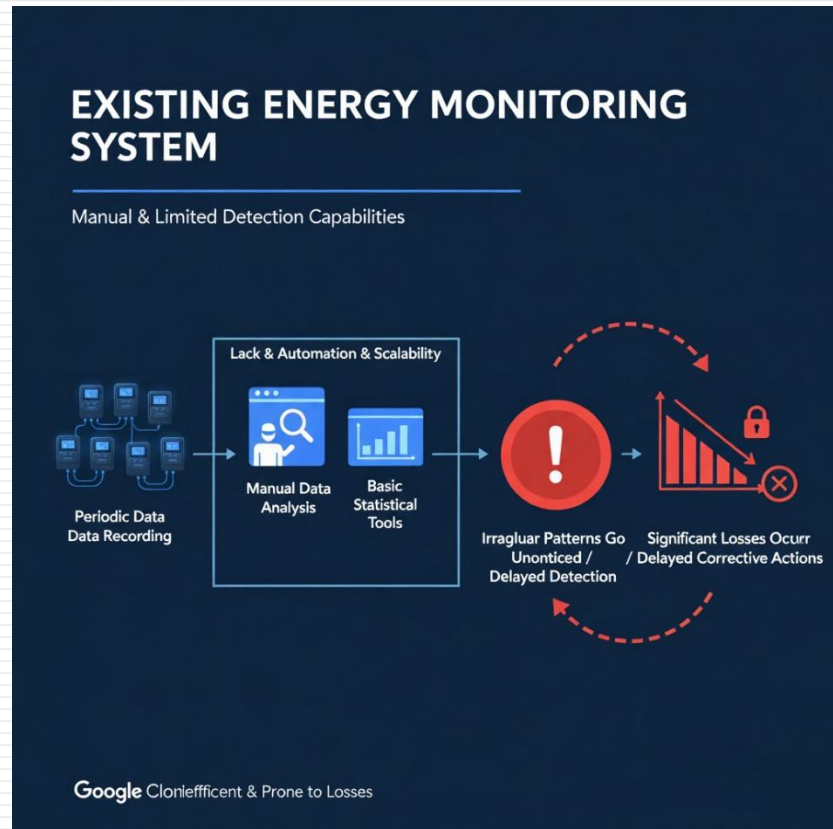 EXISTING ENERGY MONITORING
SYSTEM
Manual & Limited Detection Capabilities
Lack & Automation & Scalability
Manual Data
Analysis
Basic
Statistical
Tools
Periodic Data
Data Recording
Irragluar Patterns Go
Unonticed /
Delayed Detection
Significant Losses Ocurr
/ Delayed Corrective Actions
Google Clonlefficent & Prone to Losses